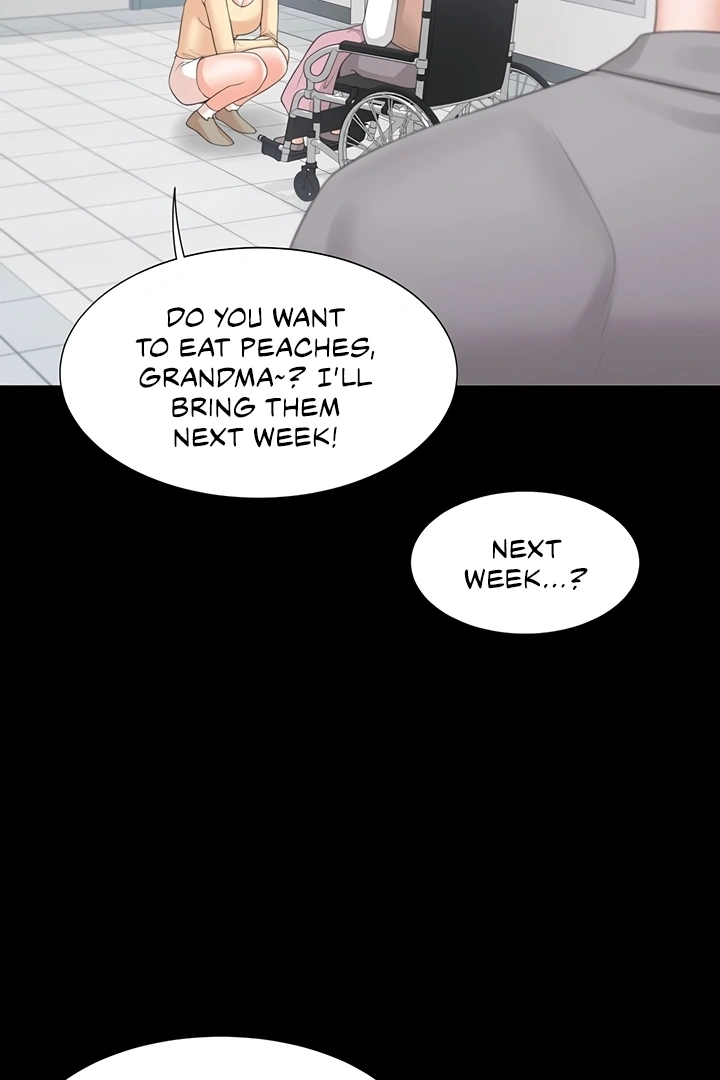 DO YOU WANT
TO EAT PEACHES,
GRANDMA~? I'LL
BRING THEM
NEXT WEEK!
NEXT
WEEK...?